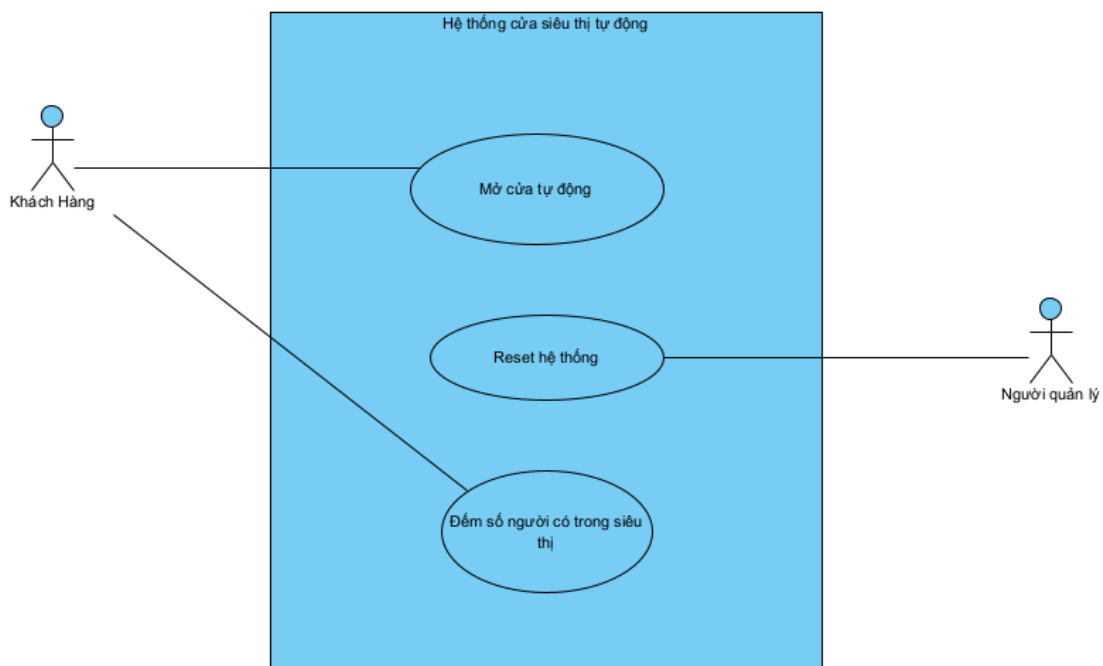 Hệ thống cửa siêu thị tự động
Khách Hàng
Mở cửa tự động
Reset hệ thống
Người quản lý
Đếm số người có trong siêu
thị